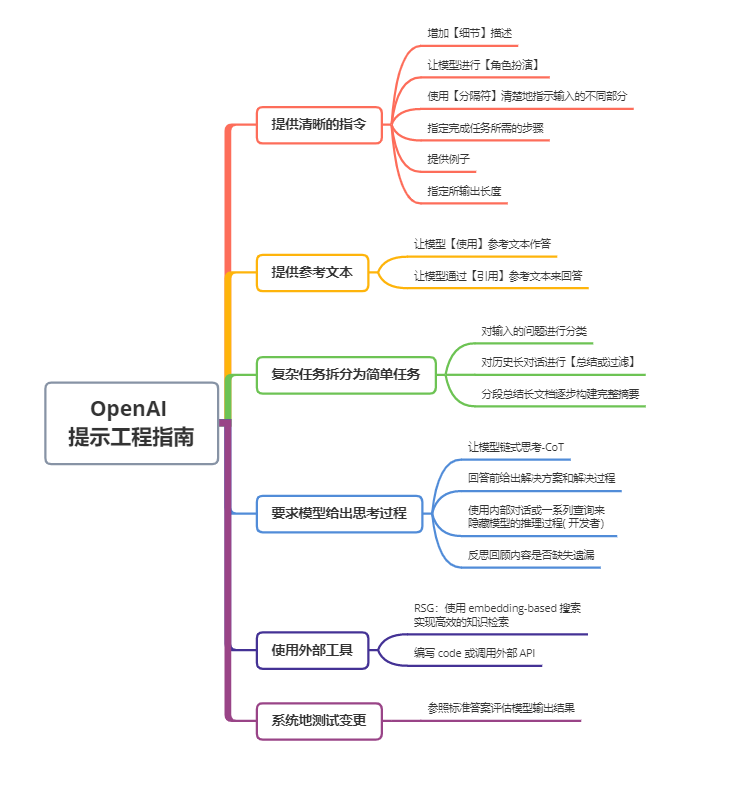 OpenAI
提示工程指南
提供清晰的指令
增加【细节】描述
让模型进行【角色扮演】
使用【分隔符】清楚地指示输入的不同部分
指定完成任务所需的步骤
提供例子
指定所输出长度
提供参考文本
让模型【使用】参考文本作答
让模型通过【引用】参考文本来回答
复杂任务拆分为简单任务
对输入的问题进行分类
对历史长对话进行【总结或过滤】
分段总结长文档逐步构建完整摘要
要求模型给出思考过程
让模型链式思考-CoT
回答前给出解决方案和解决过程
使用内部对话或一系列查询来
隐藏模型的推理过程( 开发者)
反思回顾内容是否缺失遗漏
使用外部工具
RSG：使用 embedding-based 搜索
实现高效的知识检索
编写 code 或调用外部 API
系统地测试变更
参照标准答案评估模型输出结果